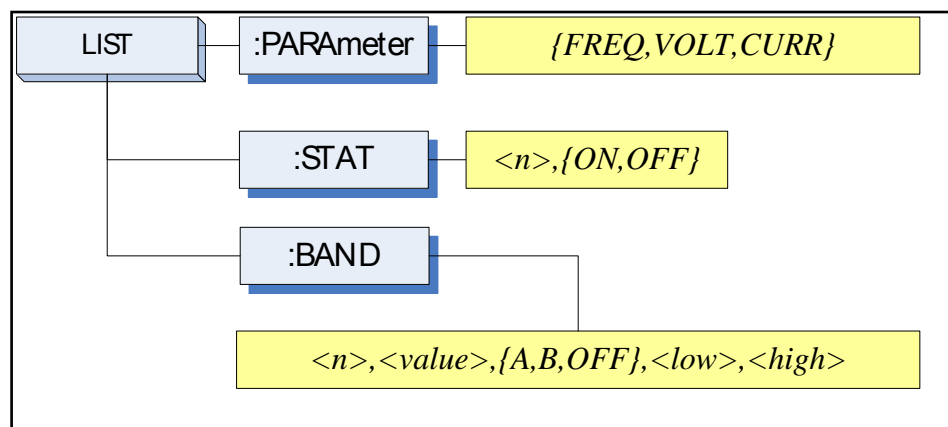 LIST :PARAmeter {FREQ,VOLT,CURR}
:STAT <n>,{ON,OFF}
:BAND
<n>,<value>,{A,B,OFF},<low>,<high>